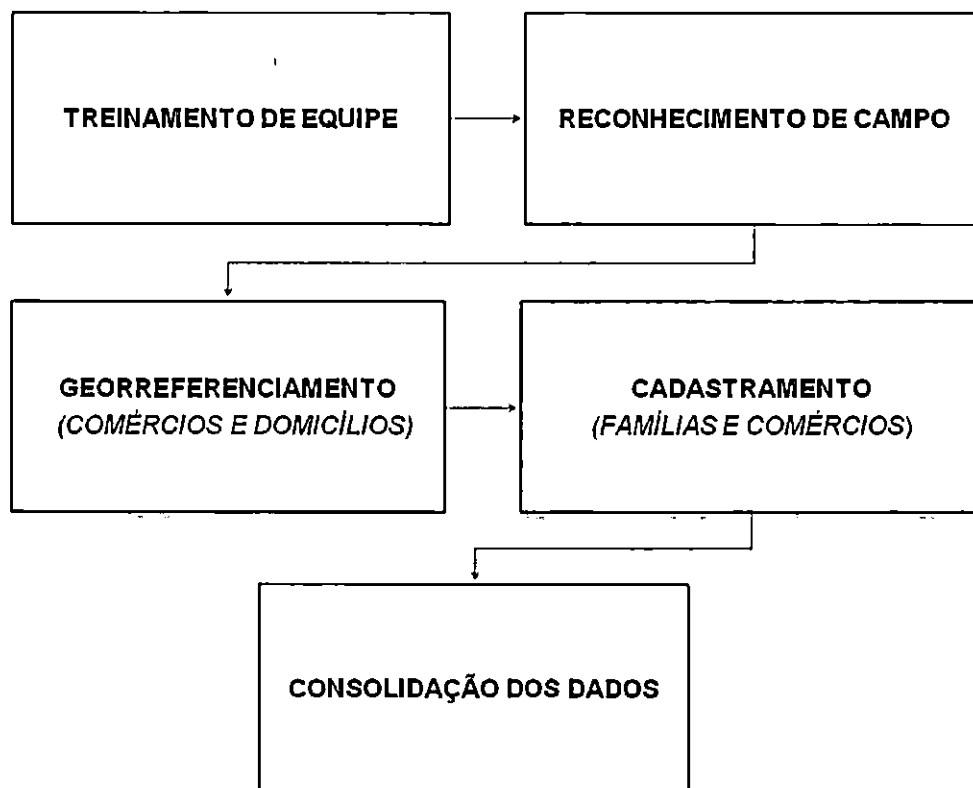 TREINAMENTO DE EQUIPE
RECONHECIMENTO DE CAMPO
GEORREFERENCIAMENTO
(COMÉRCIOS E DOMICÍLIOS)
CADASTRAMENTO
(FAMÍLIAS E COMÉRCIOS)
CONSOLIDAÇÃO DOS DADOS